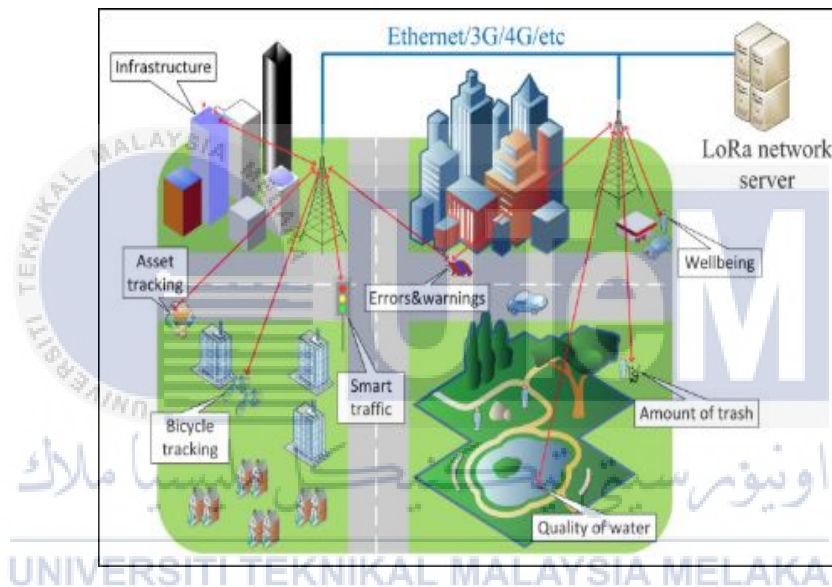 Ethernet/3G/4G/etc
Infrastructure
LoRa network
server
Asset
tracking
Errors&warnings
Wellbeing
Smart
traffic
Bicycle
tracking
Amount of trash
Quality of water
UNIVERSITI TEKNIKAL MALAYSIA MELAKA
UTeM